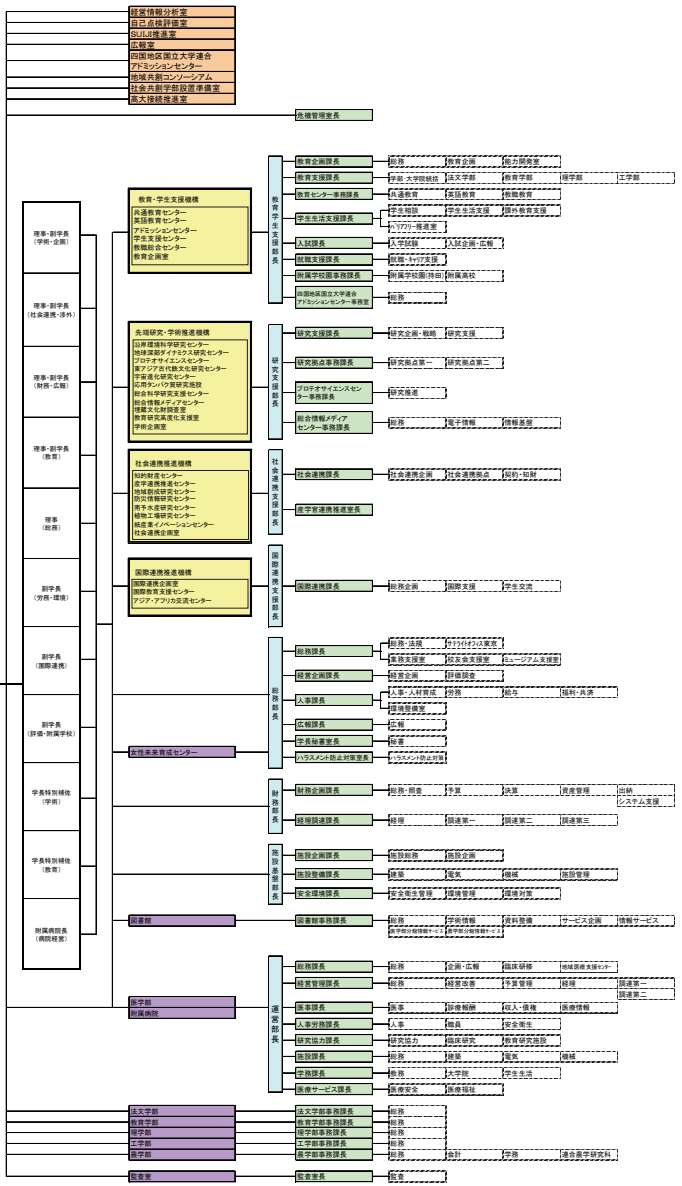 経営情報分析室
自己点検評価室
SUIJI推進室
広報室
四国地区国立大学連合
アドミッションセンター
地域共創コンソーシアム
社会共創学部設置準備室
高大接続推進室
危機管理室長
理事・副学長
(学術・企画)
理事・副学長
(社会連携・渉外)
理事・副学長
(財務・広報)
理事・副学長
(教育)
理事
(総務)
副学長
(労務・環境)
副学長
(国際連携)
副学長
(評価・附属学校)
学長特別補佐
(学術)
学長特別補佐
(教育)
附属病院長
(病院経営)
教育・学生支援機構
共通教育センター
英語教育センター
アドミッションセンター
学生支援センター
教職総合センター
教育企画室
教育学生支援部長
教育企画課長 総務 教育企画 能力開発室
教育支援課長 学部・大学院統括 法文学部 教育学部 理学部 工学部
教育センター事務課長 共通教育 英語教育 教職教育
学生生活支援課長 学生相談 学生生活支援 課外教育支援
バリアフリー推進室
入試課長 入学試験 入試企画・広報
就職支援課長 就職・キャリア支援
附属学校園事務課長 附属学校園(持田) 附属高校
四国地区国立大学連合
アドミッションセンター事務室 総務
先端研究・学術推進機構
沿岸環境科学研究センター
地球深部ダイナミクス研究センター
プロテオサイエンスセンター
東アジア古代鉄文化研究センター
宇宙進化研究センター
応用タンパク質研究施設
総合科学研究支援センター
総合情報メディアセンター
埋蔵文化財調査室
教育研究高度化支援室
学術企画室
研究支援部長
研究支援課長 研究企画・戦略 研究支援
研究拠点事務課長 研究拠点第一 研究拠点第二
プロテオサイエンスセン
ター事務課長 研究推進
総合情報メディア
センター事務課長 総務 電子情報 情報基盤
社会連携推進機構
知的財産センター
産学連携推進センター
地域創成研究センター
防災情報研究センター
南予水産研究センター
植物工場研究センター
紙産業イノベーションセンター
社会連携企画室
社会連携支援部長
社会連携課長 社会連携企画 社会連携拠点 契約・知財
産学官連携推進室長
国際連携推進機構
国際連携企画室
国際教育支援センター
アジア・アフリカ交流センター
国際連携支援部長
国際連携課長 総務企画 国際支援 学生交流
総務部長
総務課長 総務・法規 サテライトオフィス東京
業務支援室 校友会支援室 ミュージアム支援室
経営企画課長 経営企画 評価調査
人事課長 人事・人材育成 労務 給与 福利・共済
環境整備室
広報課長 広報
学長秘書室長 秘書
女性未来育成センター
ハラスメント防止対策室長 ハラスメント防止対策
財務部長
財務企画課長 総務・照査 予算 決算 資産管理 出納
システム支援
経理調達課長 経理 調達第一 調達第二 調達第三
施設基盤部長
施設企画課長 施設総務 施設企画
施設整備課長 建築 電気 機械 施設管理
安全環境課長 安全衛生管理 環境管理 環境対策
図書館 図書館事務課長 総務 学術情報 資料整備 サービス企画 情報サービス
医学部分館情報サービス 農学部分館情報サービス
医学部
附属病院
運営部長
総務課長 総務 企画・広報 臨床研修 地域医療支援センター
経営管理課長 総務 経営改善 予算管理 経理 調達第一
調達第二
医事課長 医事 診療報酬 収入・債権 医療情報
人事労務課長 人事 職員 安全衛生
研究協力課長 研究協力 臨床研究 教育研究施設
施設課長 総務 建築 電気 機械
学務課長 教務 大学院 学生生活
医療サービス課長 医療安全 医療福祉
法文学部 法文学部事務課長 総務
教育学部 教育学部事務課長 総務
理学部 理学部事務課長 総務
工学部 工学部事務課長 総務
農学部 農学部事務課長 総務 会計 学務 連合農学研究科
監査室 監査室長 監査